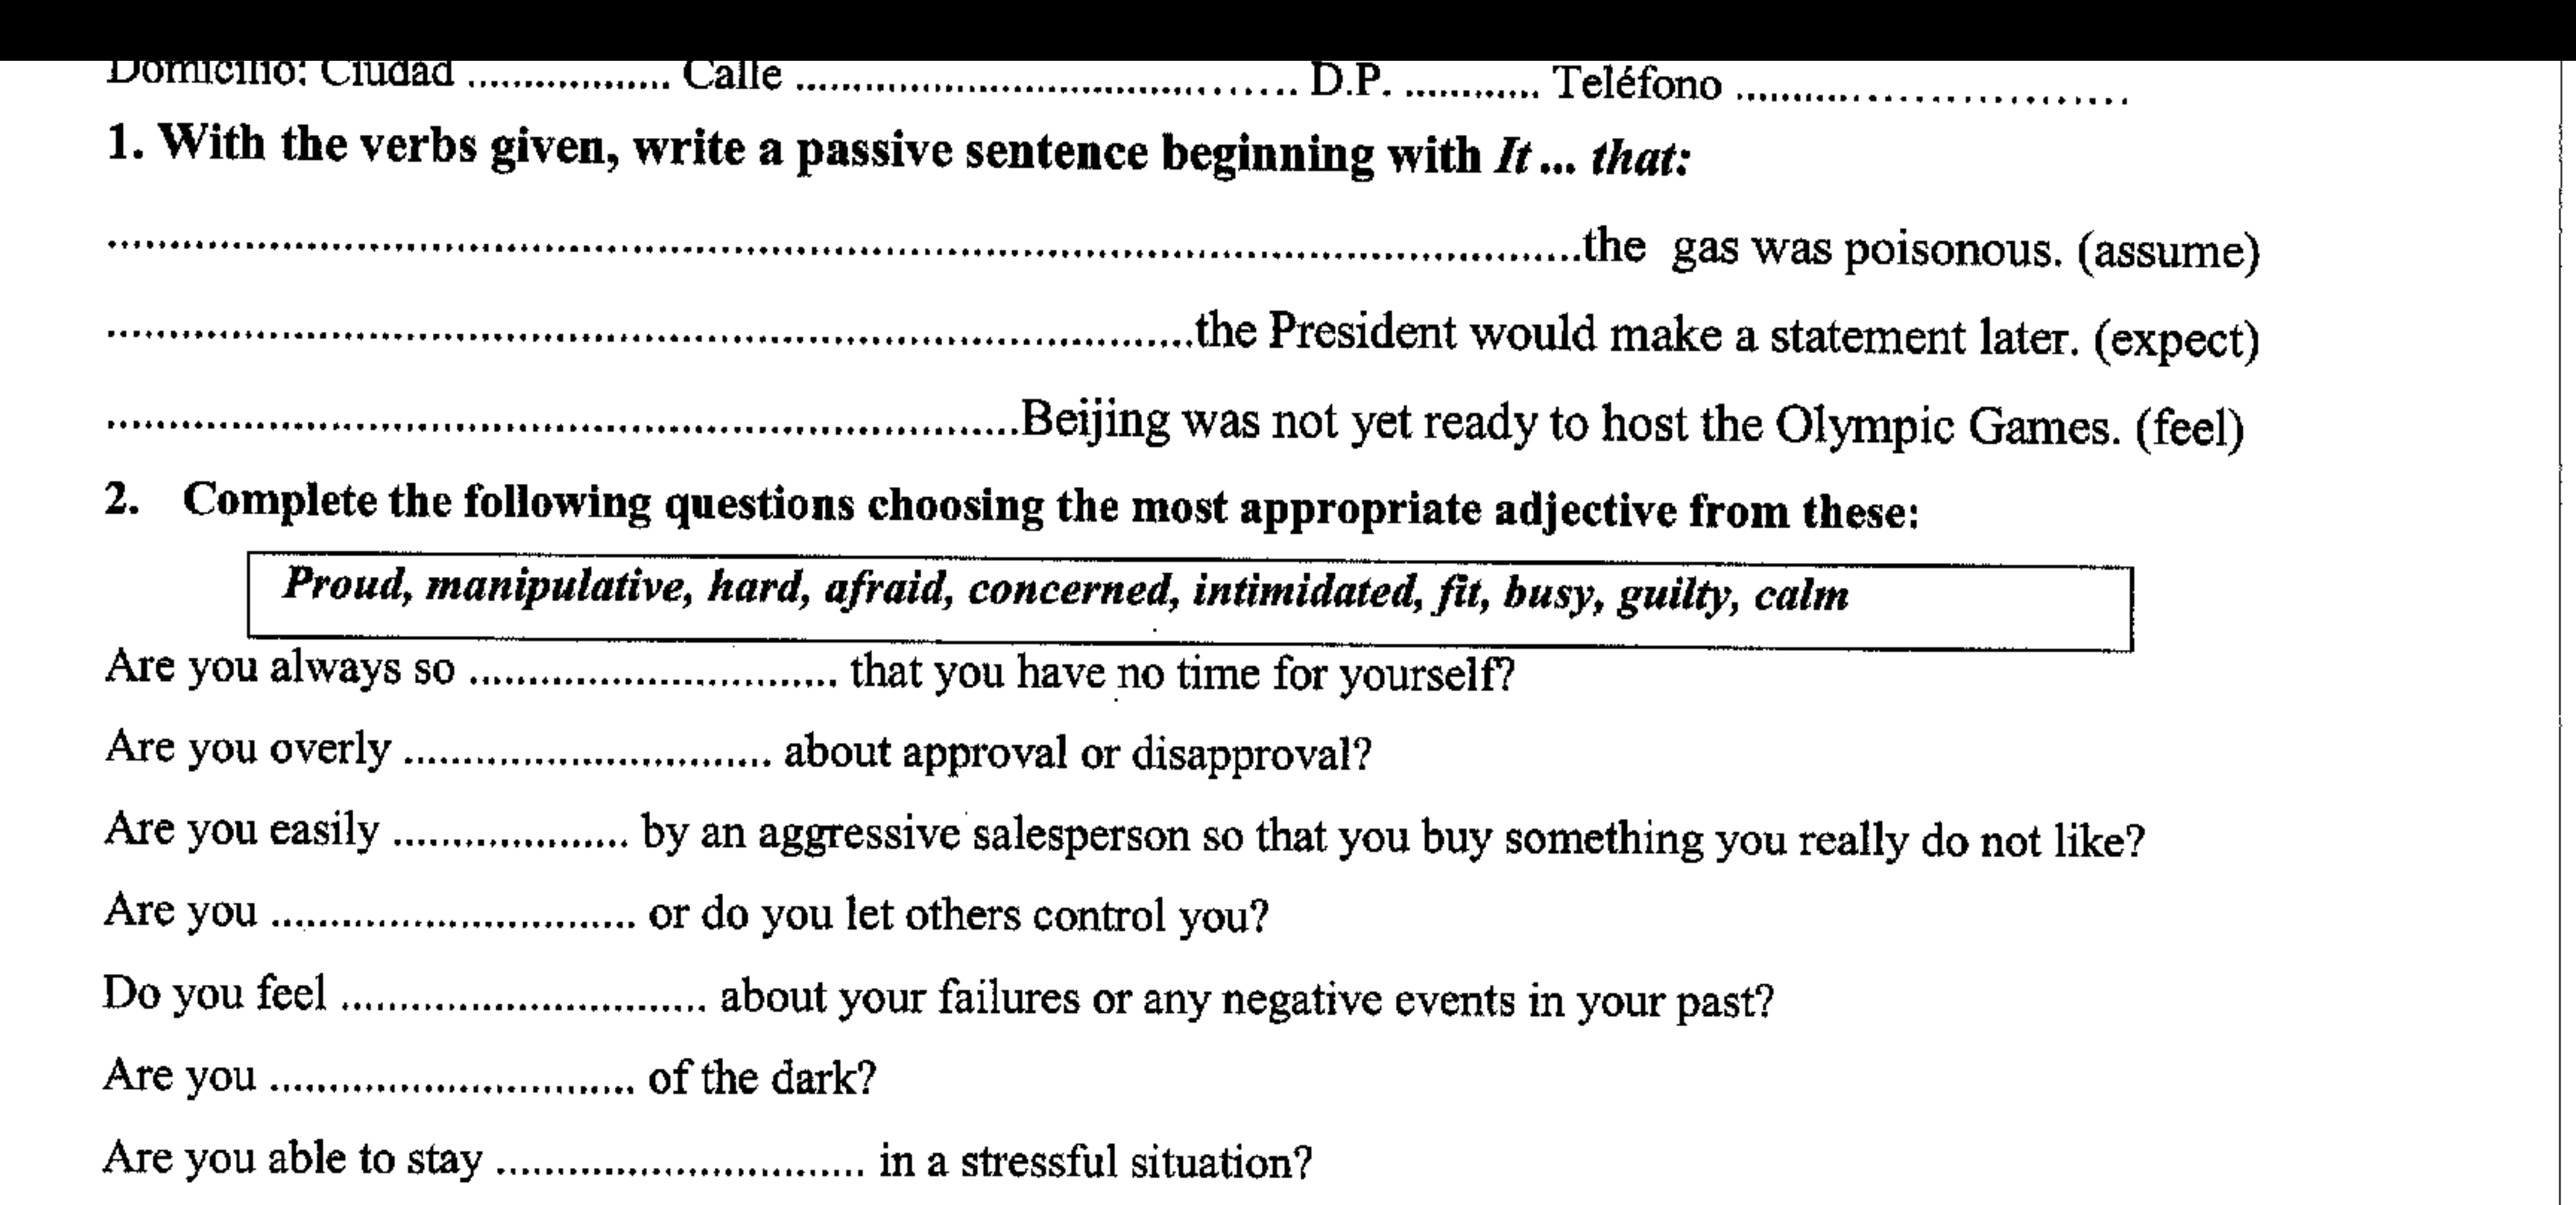 Domicilio: Ciudad .................. Calle ............................................ D.P. ............ Teléfono ................................
1. With the verbs given, write a passive sentence beginning with It ... that:
..............................................................................................................the gas was poisonous. (assume)
.................................................................................the President would make a statement later. (expect)
....................................................................Beijing was not yet ready to host the Olympic Games. (feel)
2. Complete the following questions choosing the most appropriate adjective from these:
Proud, manipulative, hard, afraid, concerned, intimidated, fit, busy, guilty, calm
Are you always so ............................... that you have no time for yourself?
Are you overly ............................... about approval or disapproval?
Are you easily .................... by an aggressive salesperson so that you buy something you really do not like?
Are you ............................... or do you let others control you?
Do you feel ............................... about your failures or any negative events in your past?
Are you ............................... of the dark?
Are you able to stay ............................... in a stressful situation?